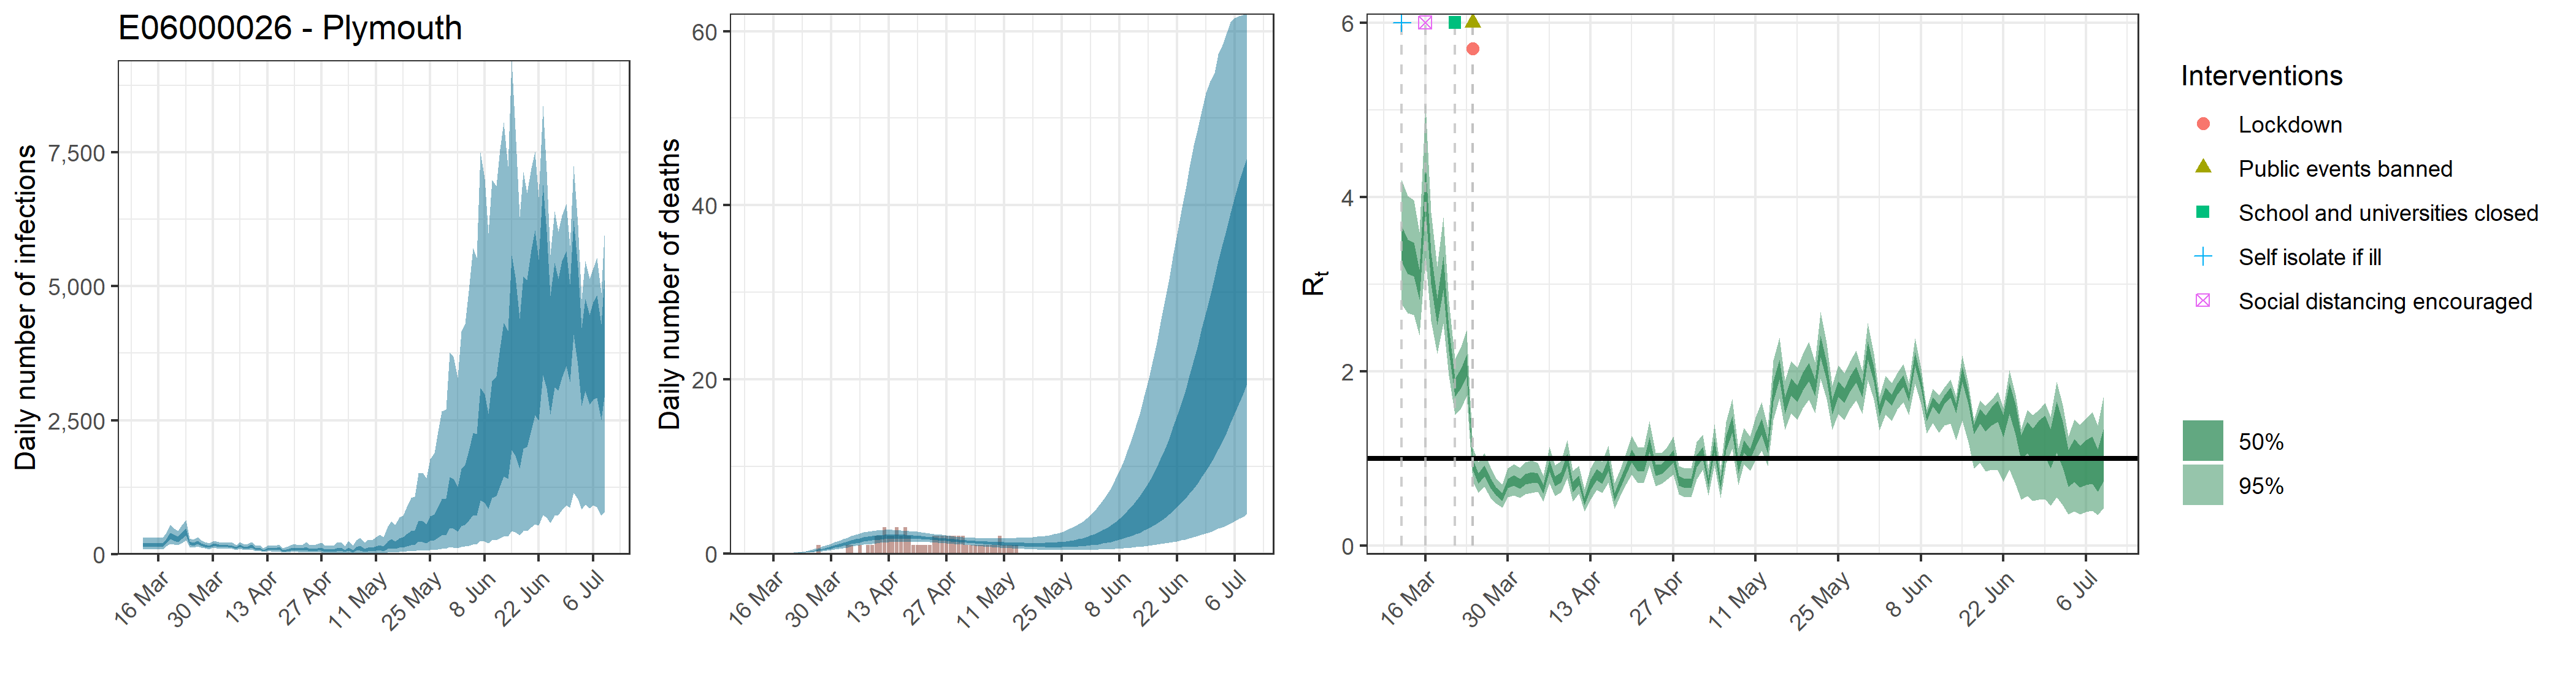 E06000026 - Plymouth
Daily number of infections
7,500
5,000
2,500
0
16 Mar
30 Mar
13 Apr
27 Apr
11 May
25 May
8 Jun
22 Jun
6 Jul
Daily number of deaths
60
40
20
0
16 Mar
30 Mar
13 Apr
27 Apr
11 May
25 May
8 Jun
22 Jun
6 Jul
Rt
6
4
2
0
16 Mar
30 Mar
13 Apr
27 Apr
11 May
25 May
8 Jun
22 Jun
6 Jul
Interventions
Lockdown
Public events banned
School and universities closed
Self isolate if ill
Social distancing encouraged
50%
95%